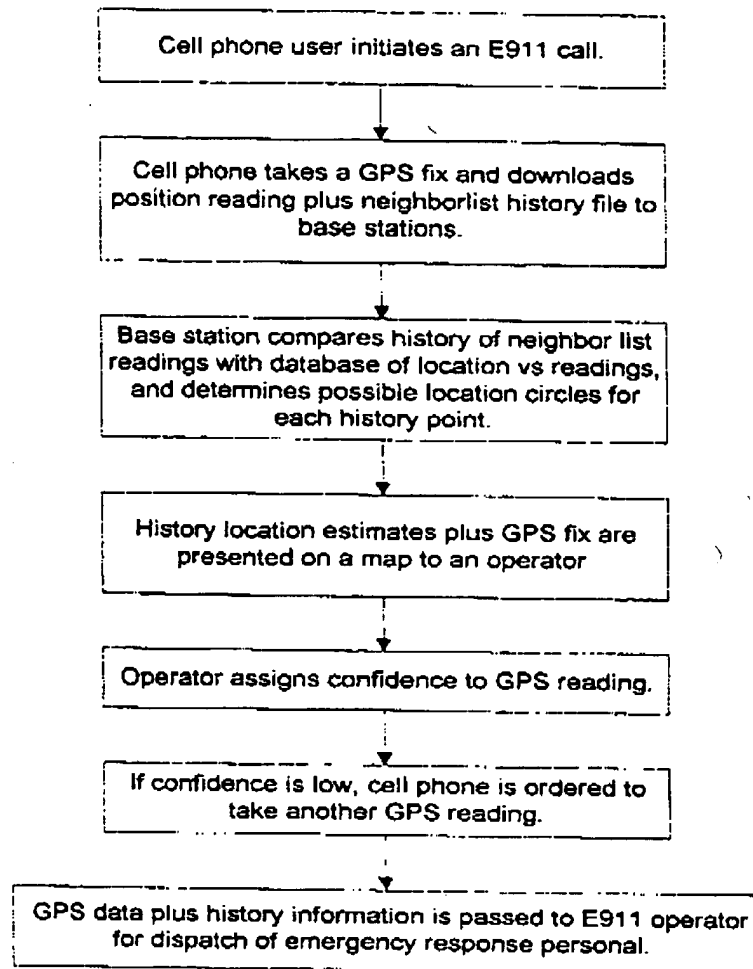 Cell phone user initiates an E911 call.
Cell phone takes a GPS fix and downloads
position reading plus neighborlist history file to
base stations.
Base station compares history of neighbor list
readings with database of location vs readings,
and determines possible location circles for
each history point.
History location estimates plus GPS fix are
presented on a map to an operator
Operator assigns confidence to GPS reading.
If confidence is low, cell phone is ordered to
take another GPS reading.
GPS data plus history information is passed to E911 operator
for dispatch of emergency response personal.